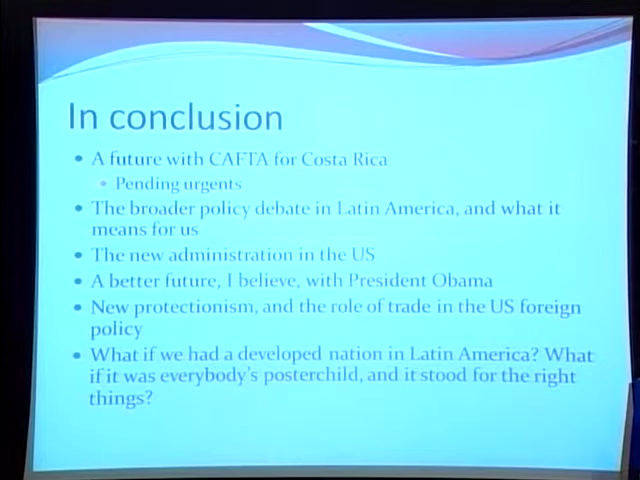 In conclusion
• A future with CAFTA for Costa Rica
• Pending urgents
• The broader policy debate in Latin America, and what it
means for us
• The new administration in the US
• A better future, I believe, with President Obama
• New protectionism, and the role of trade in the US foreign
policy
• What if we had a developed nation in Latin America? What
if it was everybody's posterchild, and it stood for the right
things?